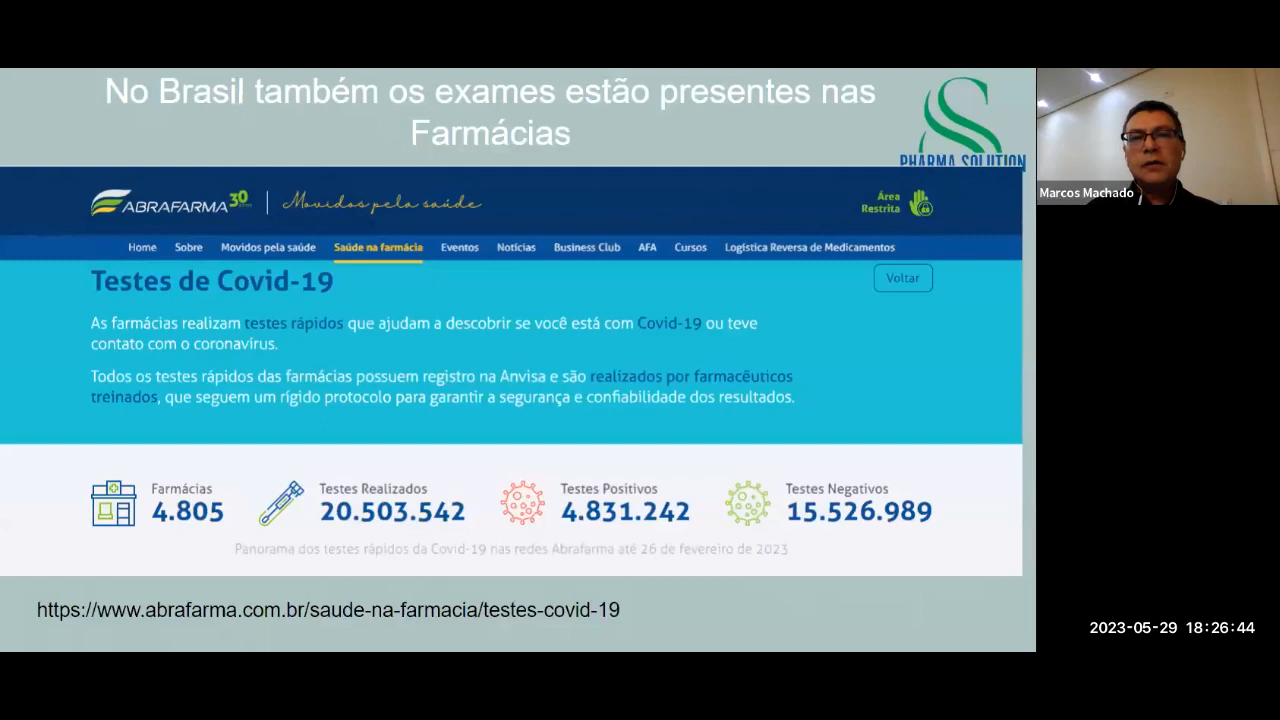 No Brasil também os exames estão presentes nas
Farmácias
PHARMA SOLUTION
Marcos Machado
ABRAFARMA 30 anos
Movidos pela saúde
Área
Restrita
Home Sobre Movidos pela saúde Saúde na farmácia Eventos Notícias Business Club AFA Cursos Logística Reversa de Medicamentos
Testes de Covid-19
Voltar
As farmácias realizam testes rápidos que ajudam a descobrir se você está com Covid-19 ou teve
contato com o coronavírus.
Todos os testes rápidos das farmácias possuem registro na Anvisa e são realizados por farmacêuticos
treinados, que seguem um rígido protocolo para garantir a segurança e confiabilidade dos resultados.
Farmácias
4.805
Testes Realizados
20.503.542
Testes Positivos
4.831.242
Testes Negativos
15.526.989
Panorama dos testes rápidos da Covid-19 nas redes Abrafarma até 26 de fevereiro de 2023
https://www.abrafarma.com.br/saude-na-farmacia/testes-covid-19
2023-05-29 18:26:44